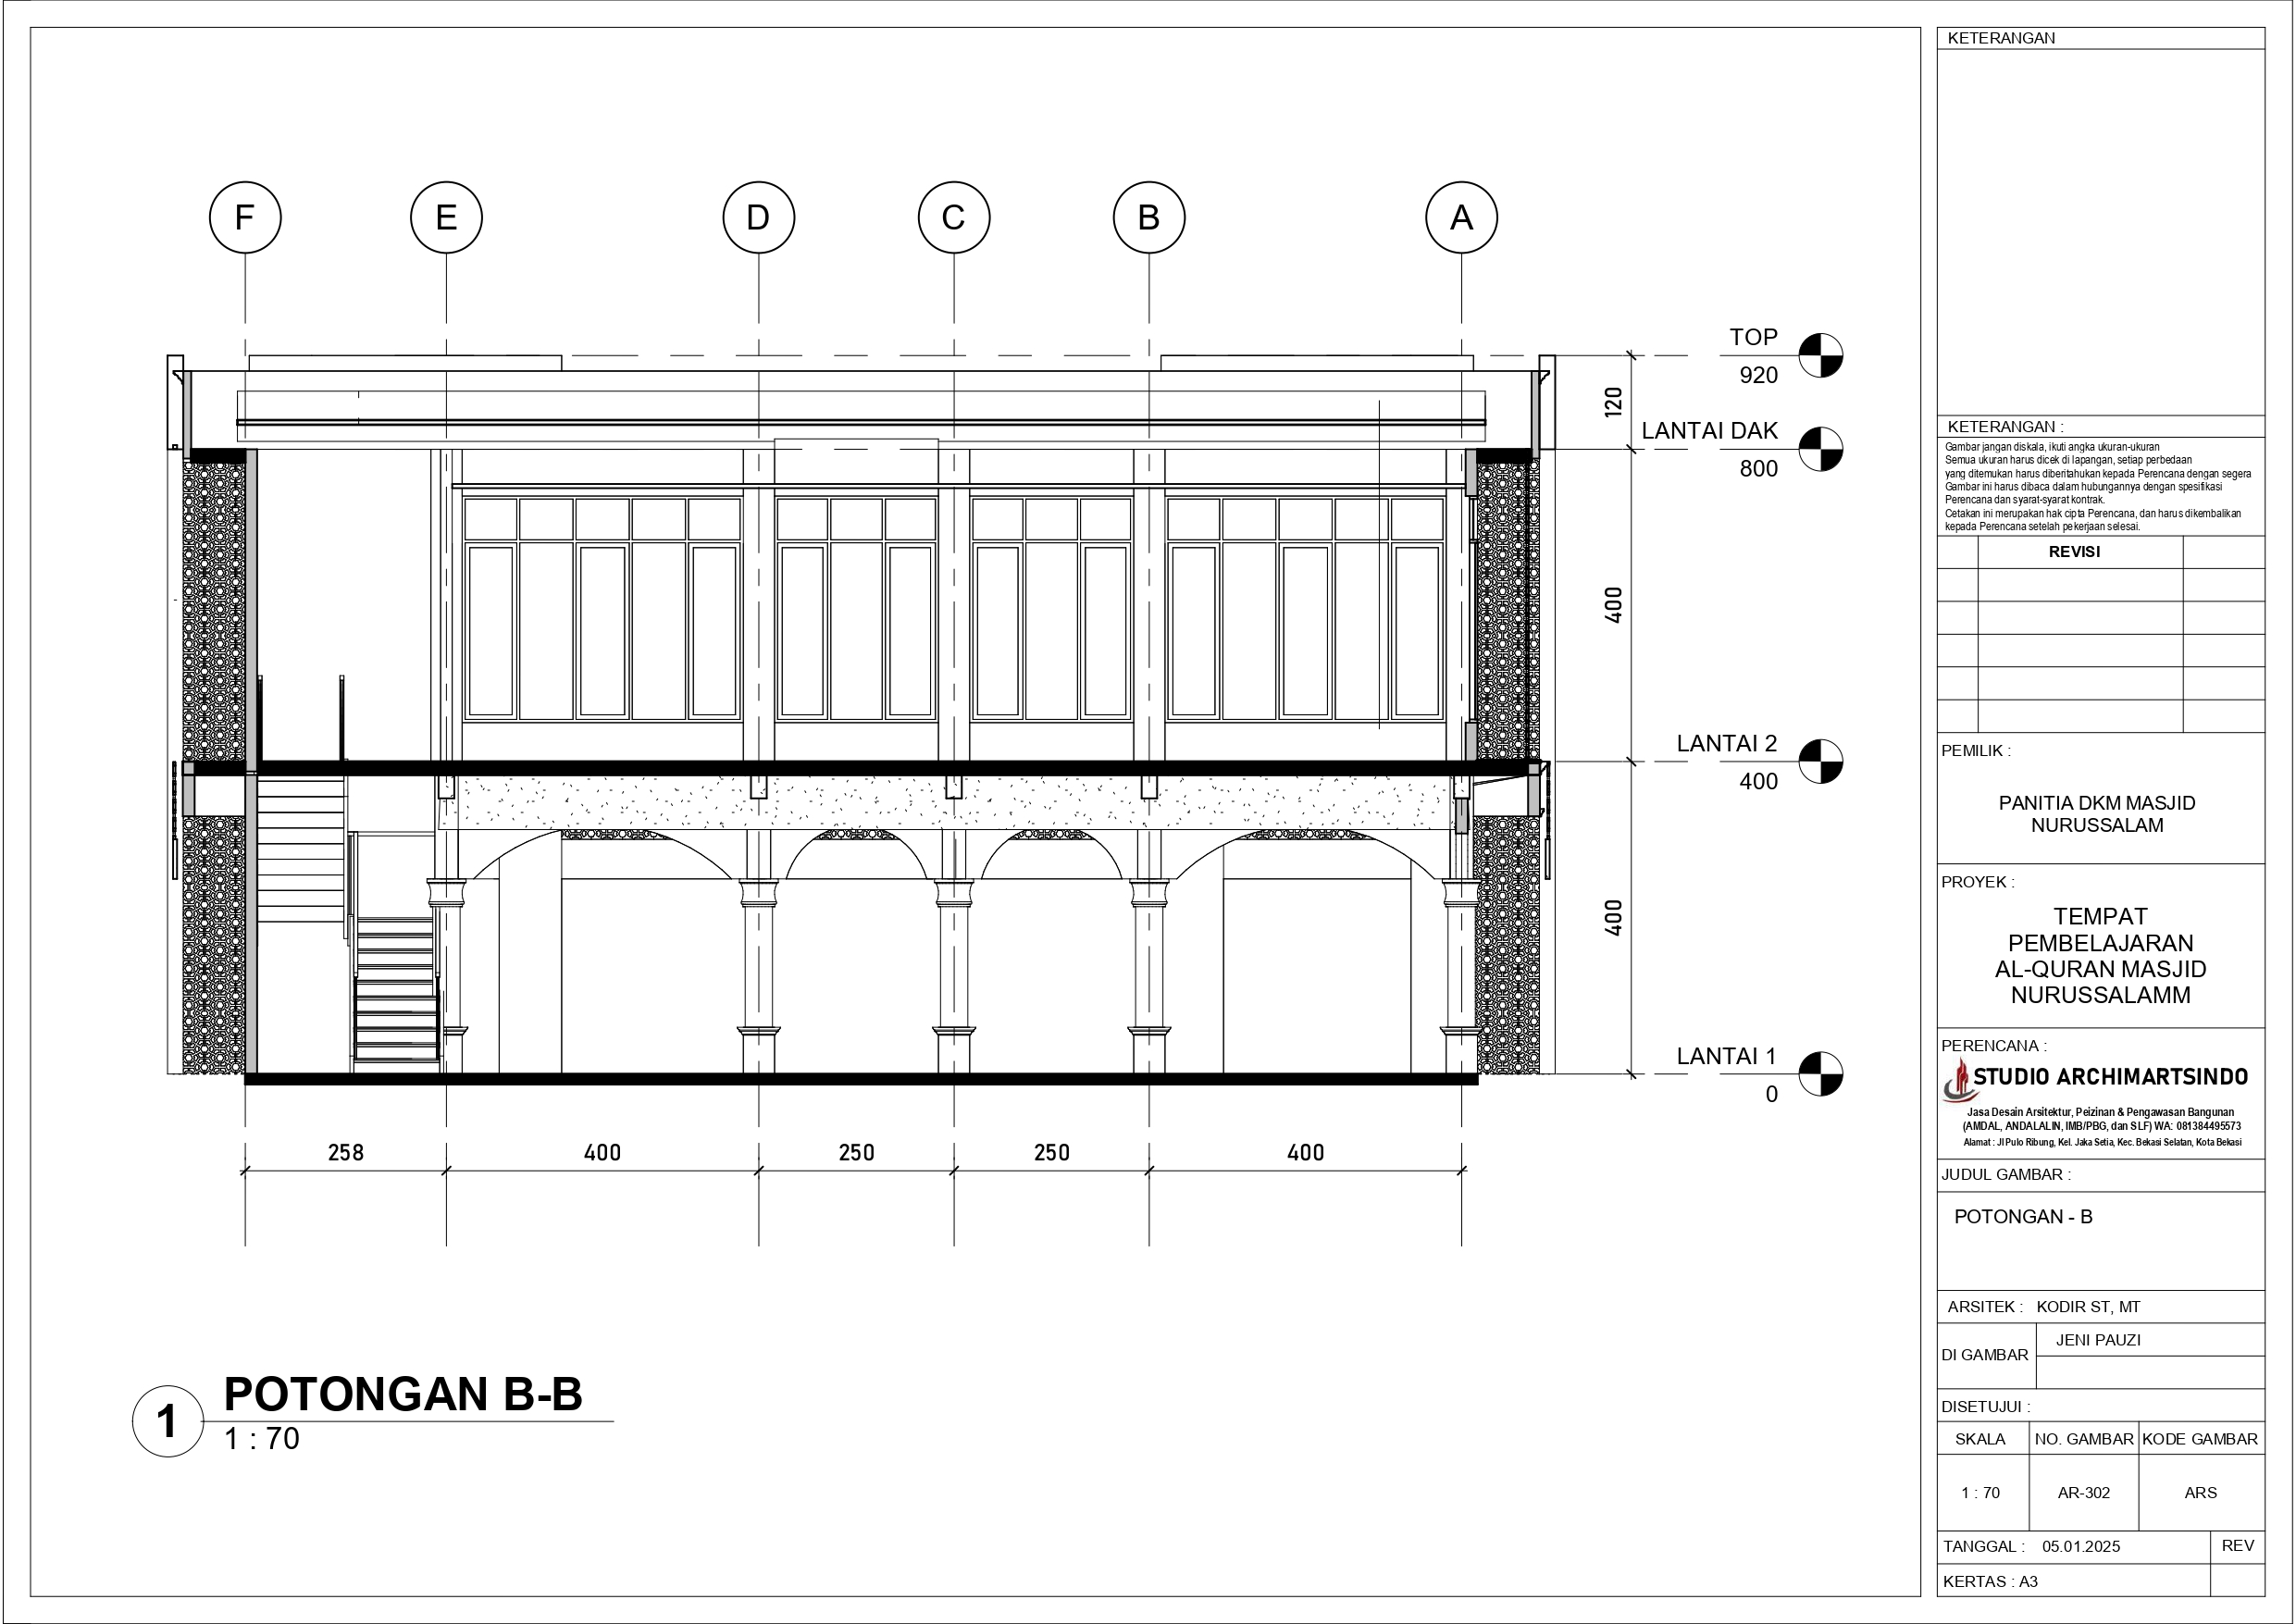 KETERANGAN
F E D C B A
TOP
920
120
LANTAI DAK
800
400
LANTAI 2
400
400
LANTAI 1
0
258 400 250 250 400
1 POTONGAN B-B
1 : 70
KETERANGAN :
Gambar jangan diskala, ikuti angka ukuran-ukuran
Semua ukuran harus dicek di lapangan, setiap perbedaan
yang ditemukan harus diberitahukan kepada Perencana dengan segera
Gambar ini harus dibaca dalam hubungannya dengan spesifikasi
Perencana dan syarat-syarat kontrak.
Cetakan ini merupakan hak cipta Perencana, dan harus dikembalikan
kepada Perencana setelah pekerjaan selesai.
REVISI
PEMILIK :
PANITIA DKM MASJID
NURUSSALAM
PROYEK :
TEMPAT
PEMBELAJARAN
AL-QURAN MASJID
NURUSSALAMM
PERENCANA :
STUDIO ARCHIMARTSINDO
Jasa Desain Arsitektur, Peizinan & Pengawasan Bangunan
(AMDAL, ANDALALIN, IMB/PBG, dan SLF) WA: 081384495573
Alamat : Jl Pulo Ribung, Kel. Jaka Setia, Kec. Bekasi Selatan, Kota Bekasi
JUDUL GAMBAR :
POTONGAN - B
ARSITEK : KODIR ST, MT
DI GAMBAR JENI PAUZI
DISETUJUI :
SKALA NO. GAMBAR KODE GAMBAR
1 : 70 AR-302 ARS
TANGGAL : 05.01.2025 REV
KERTAS : A3